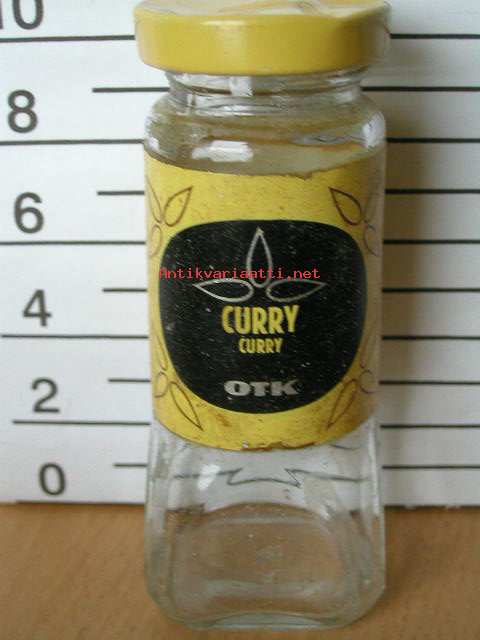 10
8
6
4
2
0
Antikvariaatti.net
CURRY
CURRY
OTK